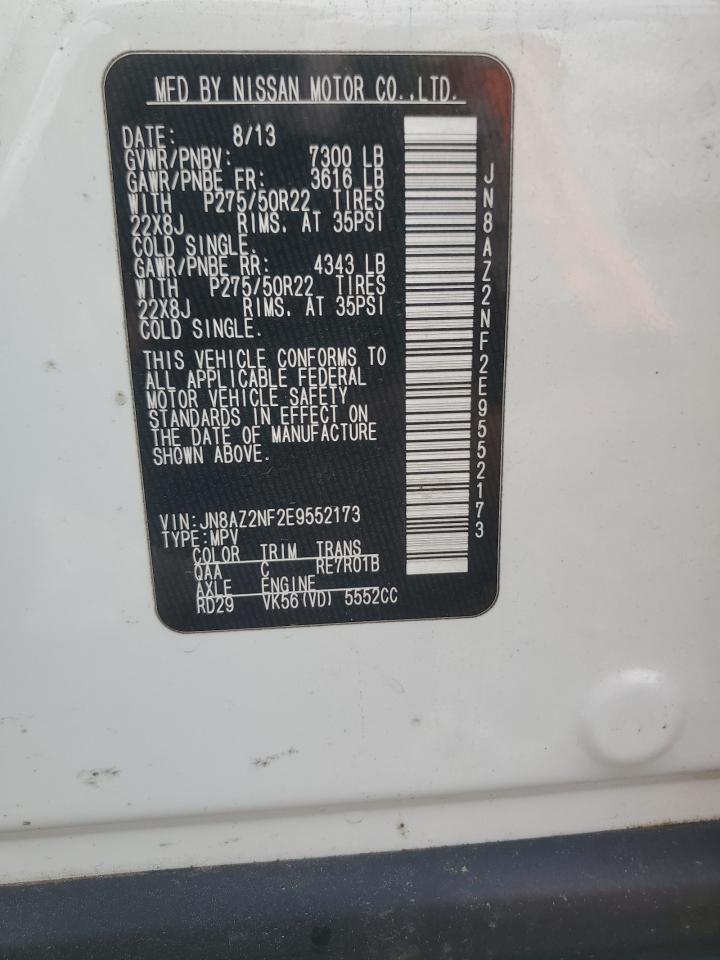 MFD BY NISSAN MOTOR CO.,LTD.
DATE: 8/13
GVWR/PNBV: 7300 LB
GAWR/PNBE FR: 3616 LB
WITH P275/50R22 TIRES
22X8J RIMS, AT 35PSI
COLD SINGLE.
GAWR/PNBE RR: 4343 LB
WITH P275/50R22 TIRES
22X8J RIMS, AT 35PSI
COLD SINGLE.
THIS VEHICLE CONFORMS TO
ALL APPLICABLE FEDERAL
MOTOR VEHICLE SAFETY
STANDARDS IN EFFECT ON
THE DATE OF MANUFACTURE
SHOWN ABOVE.
VIN:JN8AZ2NF2E9552173
TYPE:MPV
COLOR TRIM TRANS
QAA C RE7R01B
AXLE ENGINE
RD29 VK56(VD) 5552CC
JN8AZ2NF2E9552173